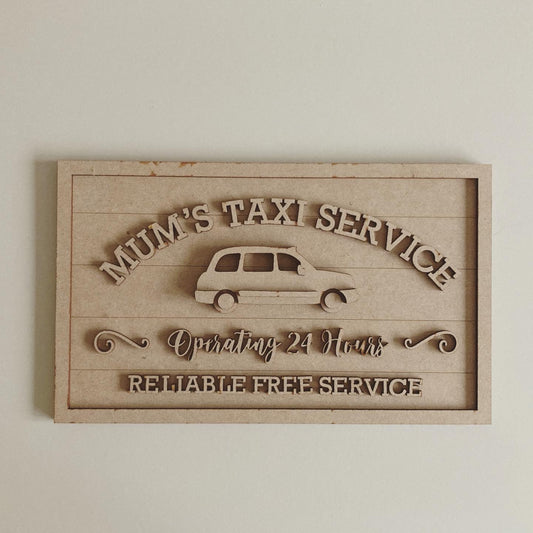 MUM'S TAXI SERVICE
Operating 24 Hours
RELIABLE FREE SERVICE